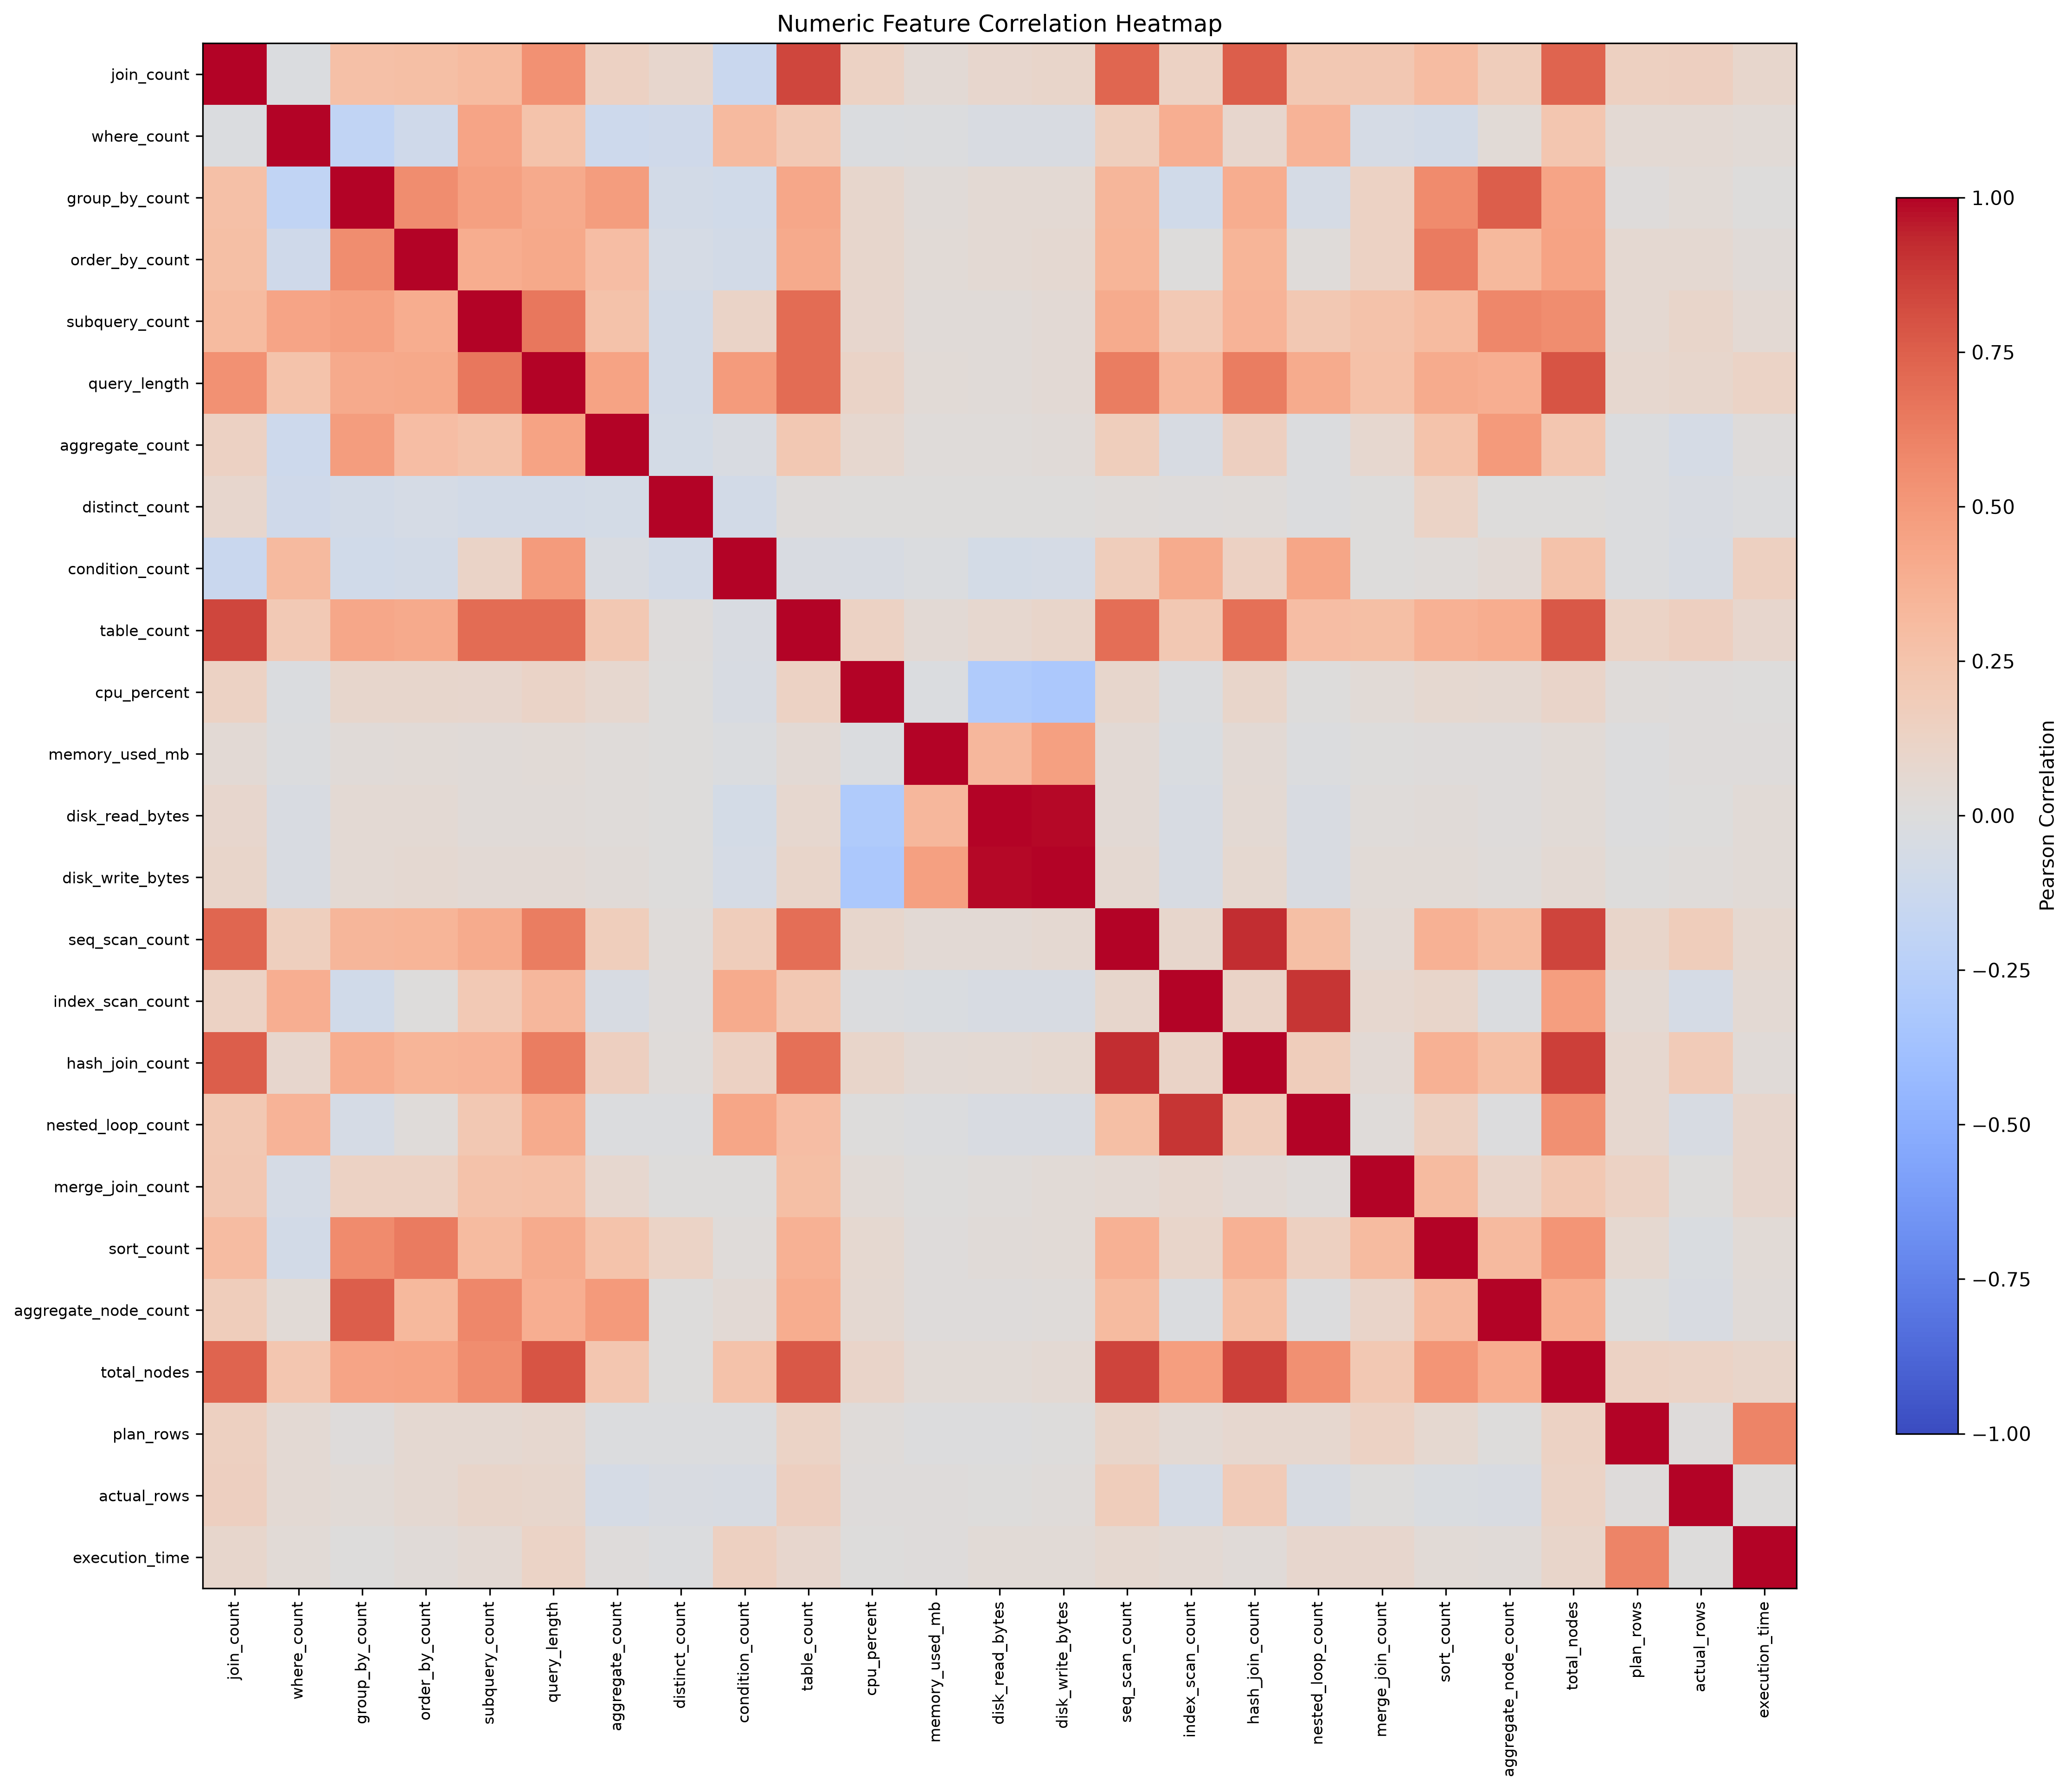 Numeric Feature Correlation Heatmap
join_count
where_count
group_by_count
order_by_count
subquery_count
query_length
aggregate_count
distinct_count
condition_count
table_count
cpu_percent
memory_used_mb
disk_read_bytes
disk_write_bytes
seq_scan_count
index_scan_count
hash_join_count
nested_loop_count
merge_join_count
sort_count
aggregate_node_count
total_nodes
plan_rows
actual_rows
execution_time
join_count
where_count
group_by_count
order_by_count
subquery_count
query_length
aggregate_count
distinct_count
condition_count
table_count
cpu_percent
memory_used_mb
disk_read_bytes
disk_write_bytes
seq_scan_count
index_scan_count
hash_join_count
nested_loop_count
merge_join_count
sort_count
aggregate_node_count
total_nodes
plan_rows
actual_rows
execution_time
1.00
0.75
0.50
0.25
0.00
−0.25
−0.50
−0.75
−1.00
Pearson Correlation